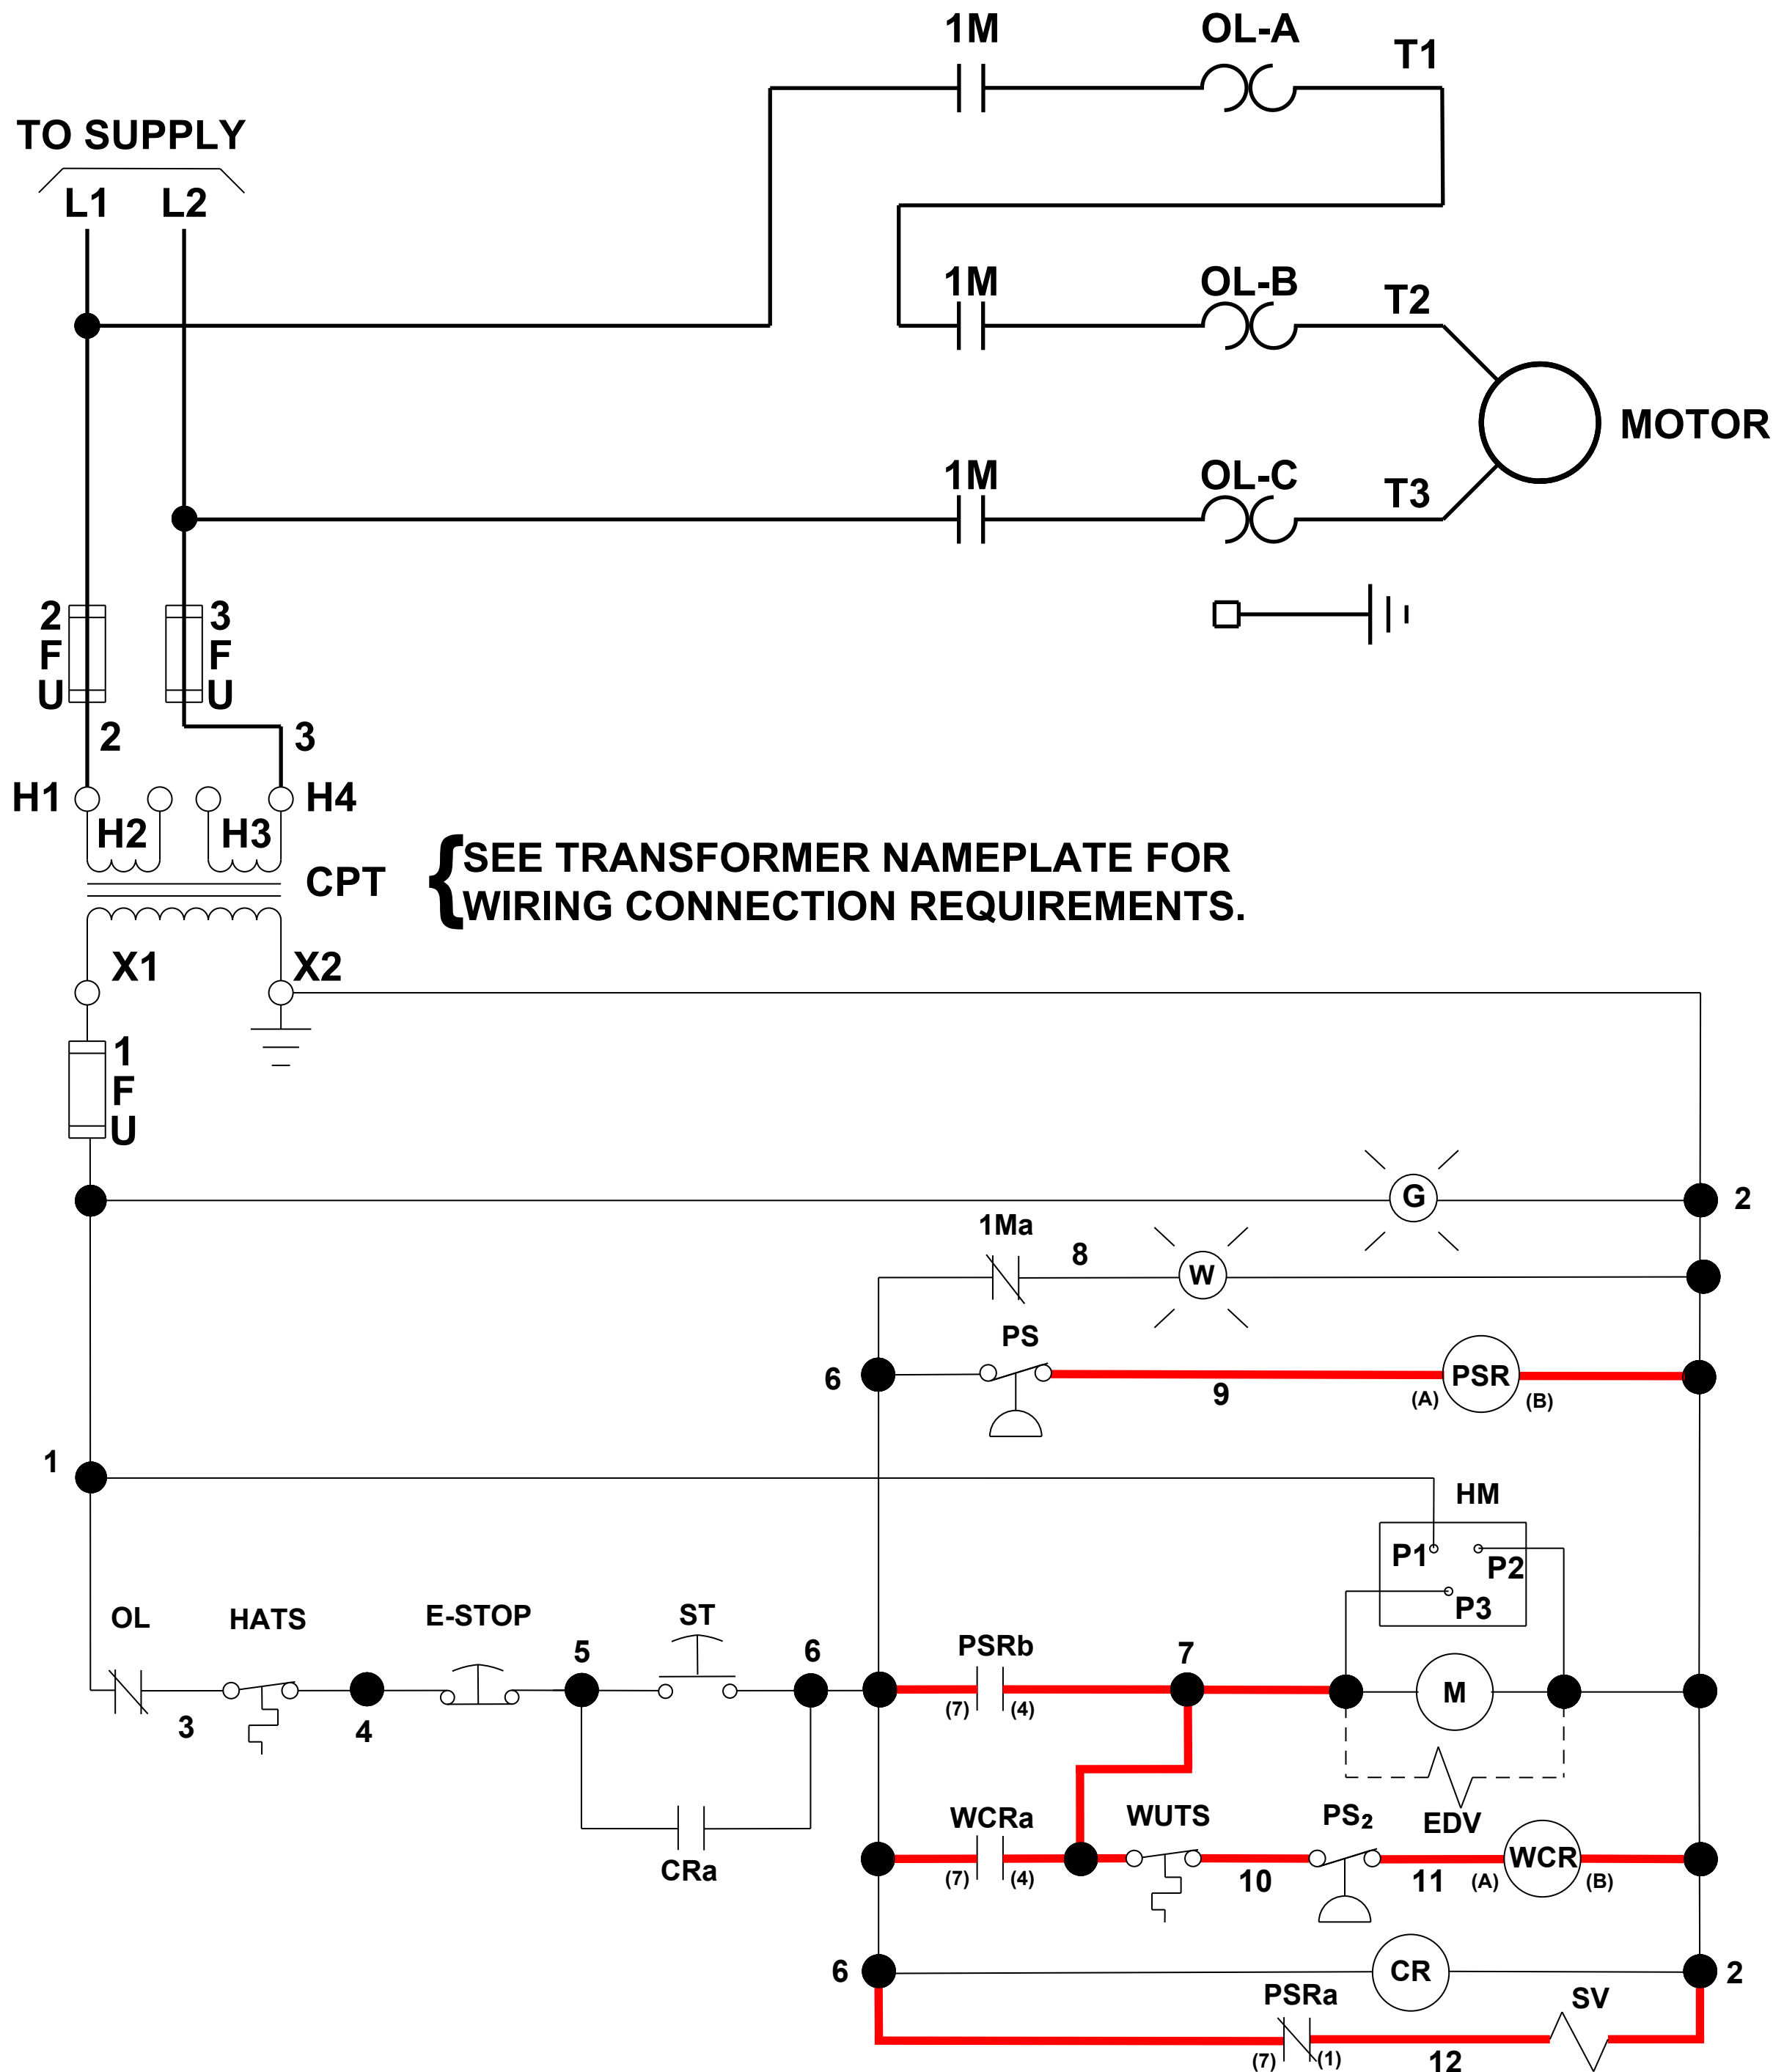 1M
OL-A
T1
TO SUPPLY
L1 L2
1M
OL-B
T2
MOTOR
1M
OL-C
T3
2
F
U
3
F
U
2
3
H1
H2
H3
H4
CPT
{SEE TRANSFORMER NAMEPLATE FOR
WIRING CONNECTION REQUIREMENTS.
X1
X2
1
F
U
G
2
1Ma
8
W
PS
6
9
(A)
PSR
(B)
1
HM
P1
P2
P3
OL
HATS
E-STOP
5
ST
6
PSRb
7
M
3
4
(7)
(4)
CRa
WCRa
WUTS
PS₂
EDV
(7)
(4)
10
11
(A)
WCR
(B)
6
CR
2
PSRa
SV
(7)
(1)
12